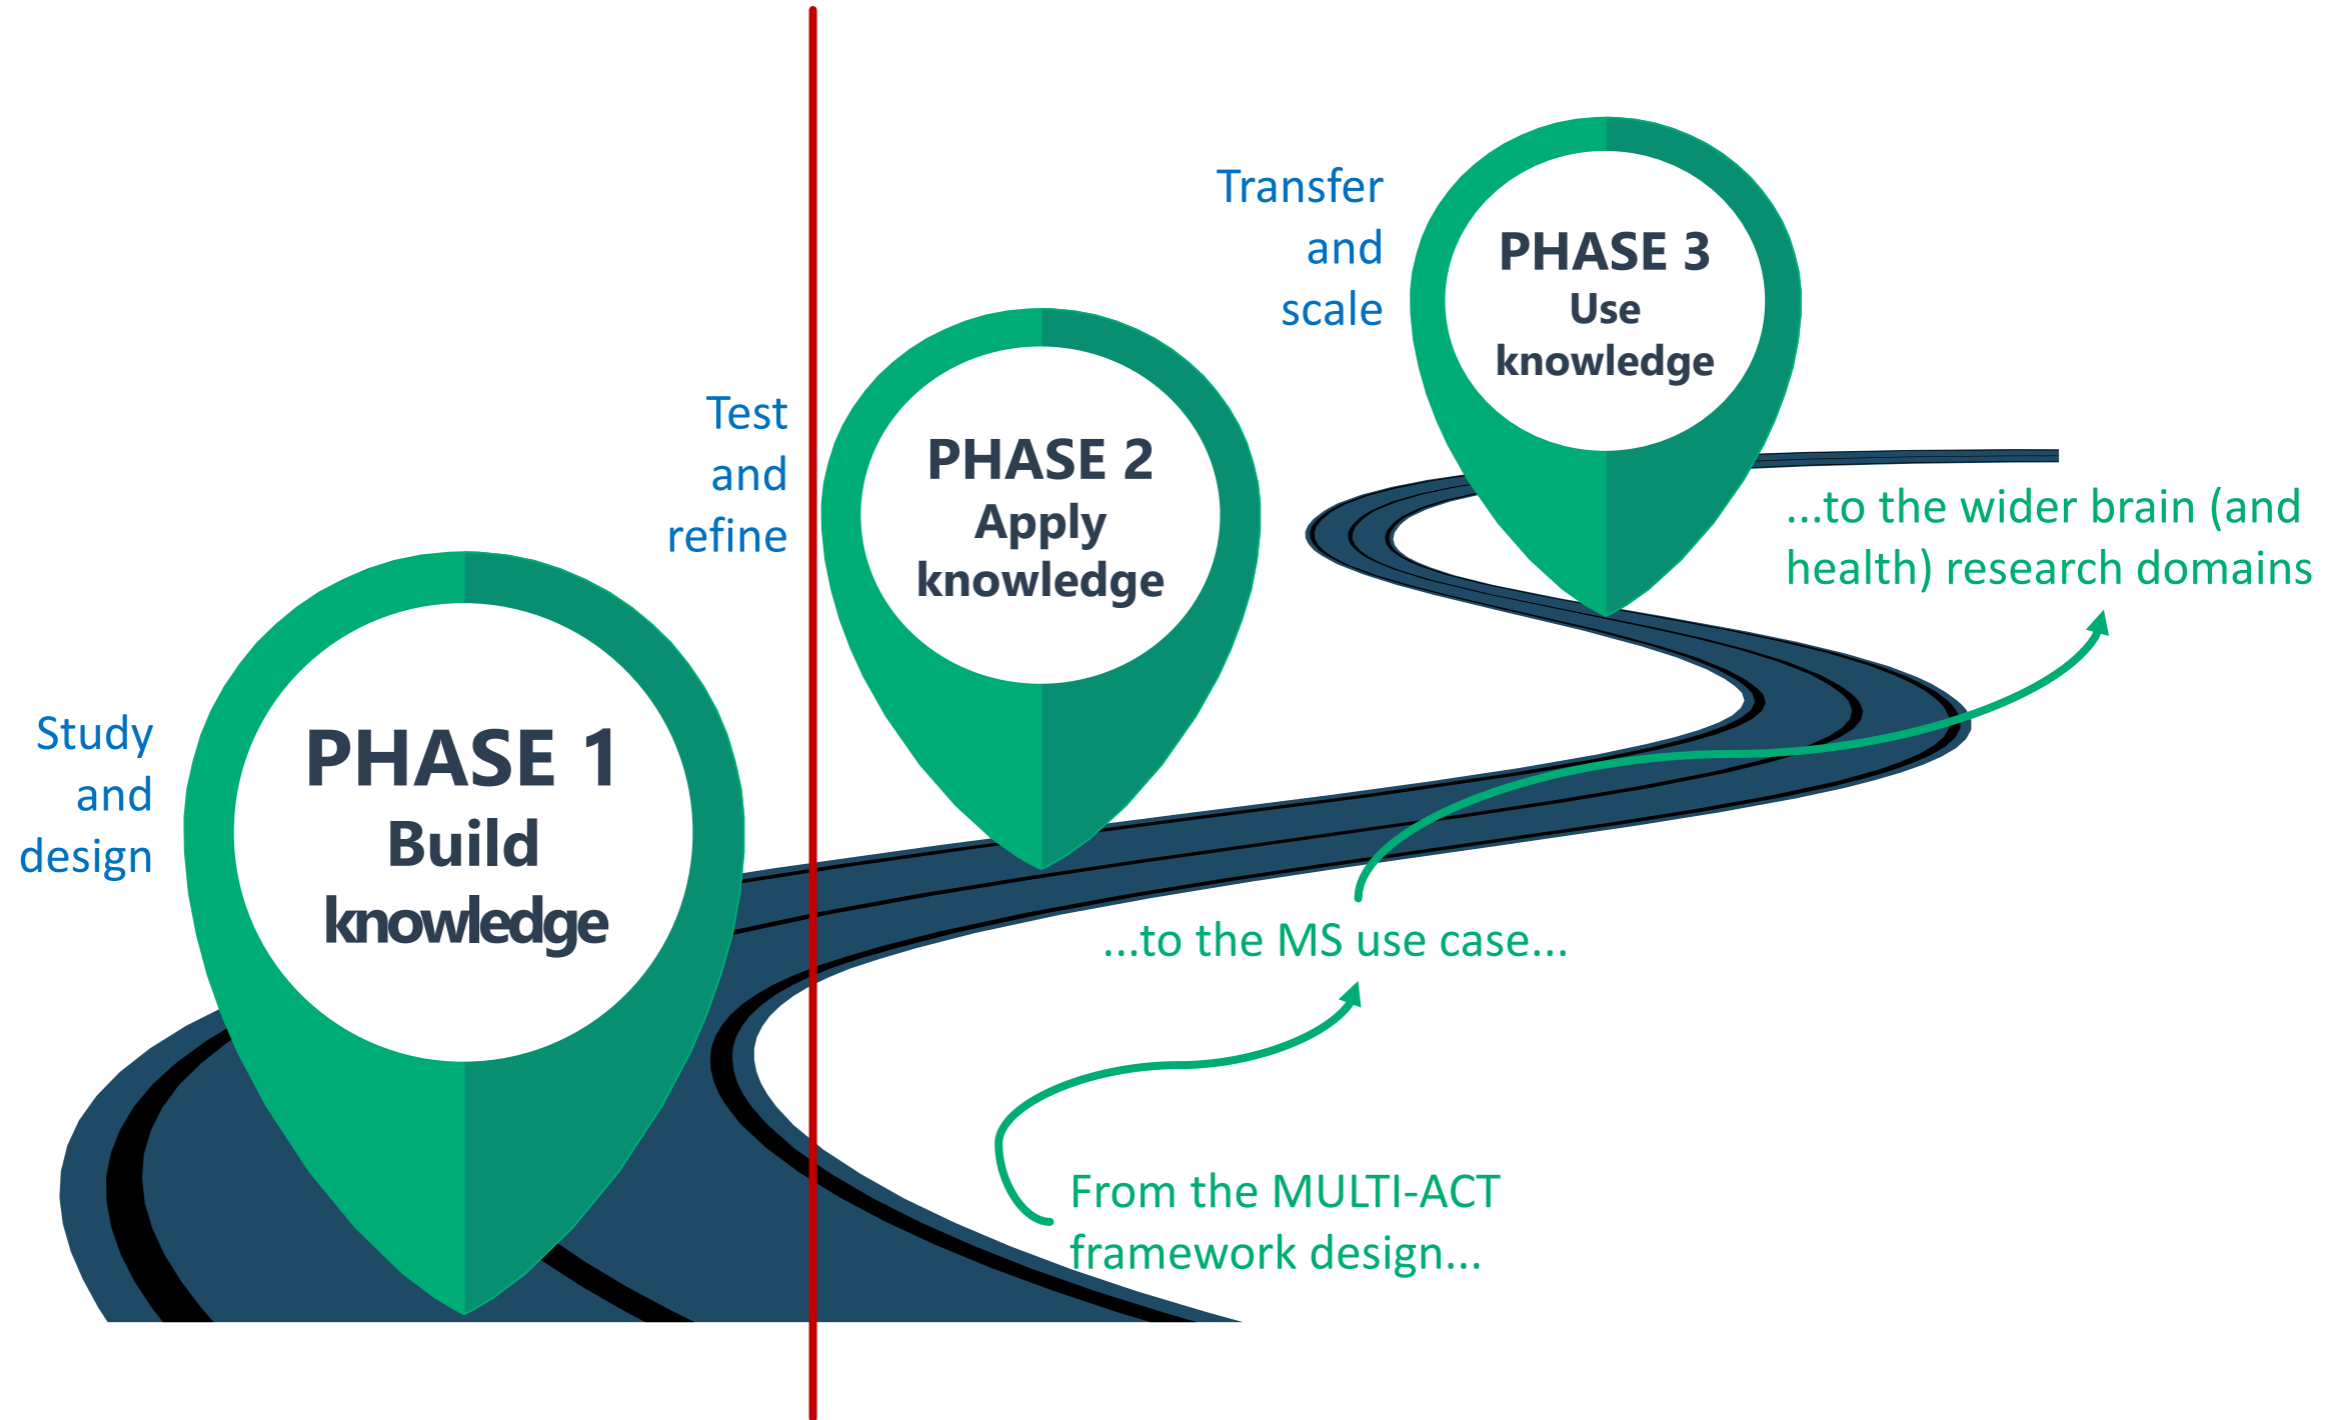 Study
and
design
PHASE 1
Build
knowledge
Test
and
refine
PHASE 2
Apply
knowledge
Transfer
and
scale
PHASE 3
Use
knowledge
From the MULTI-ACT
framework design...
...to the MS use case...
...to the wider brain (and
health) research domains